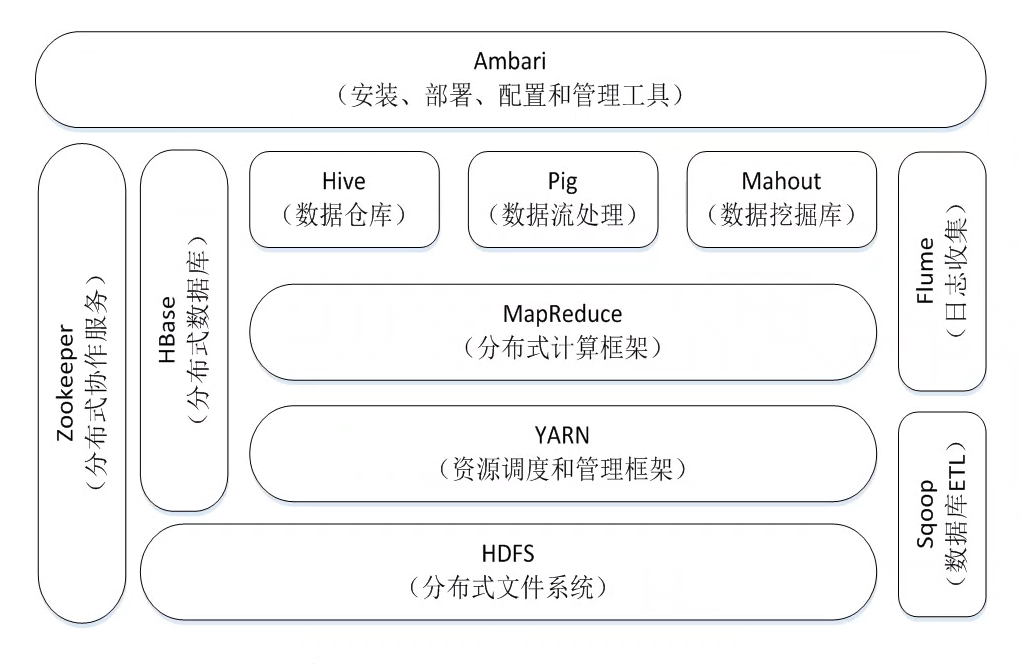 Ambari
（安装、部署、配置和管理工具）
Zookeeper
（分布式协作服务）
HBase
（分布式数据库）
Hive
（数据仓库）
Pig
（数据流处理）
Mahout
（数据挖掘库）
MapReduce
（分布式计算框架）
YARN
（资源调度和管理框架）
HDFS
（分布式文件系统）
Flume
（日志收集）
Sqoop
（数据库ETL）